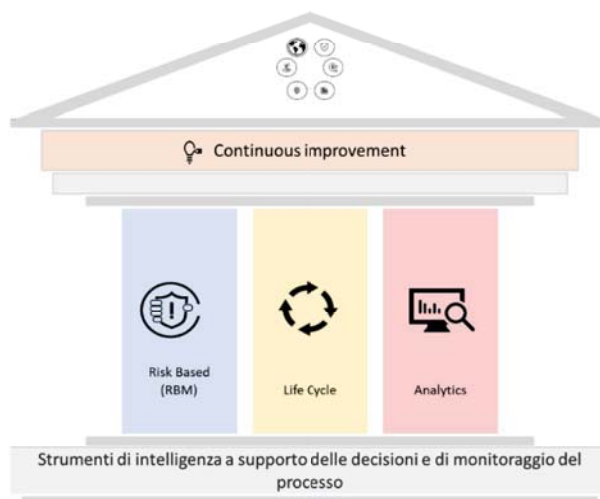 Continuous improvement
Risk Based
(RBM)
Life Cycle
Analytics
Strumenti di intelligenza a supporto delle decisioni e di monitoraggio del
processo